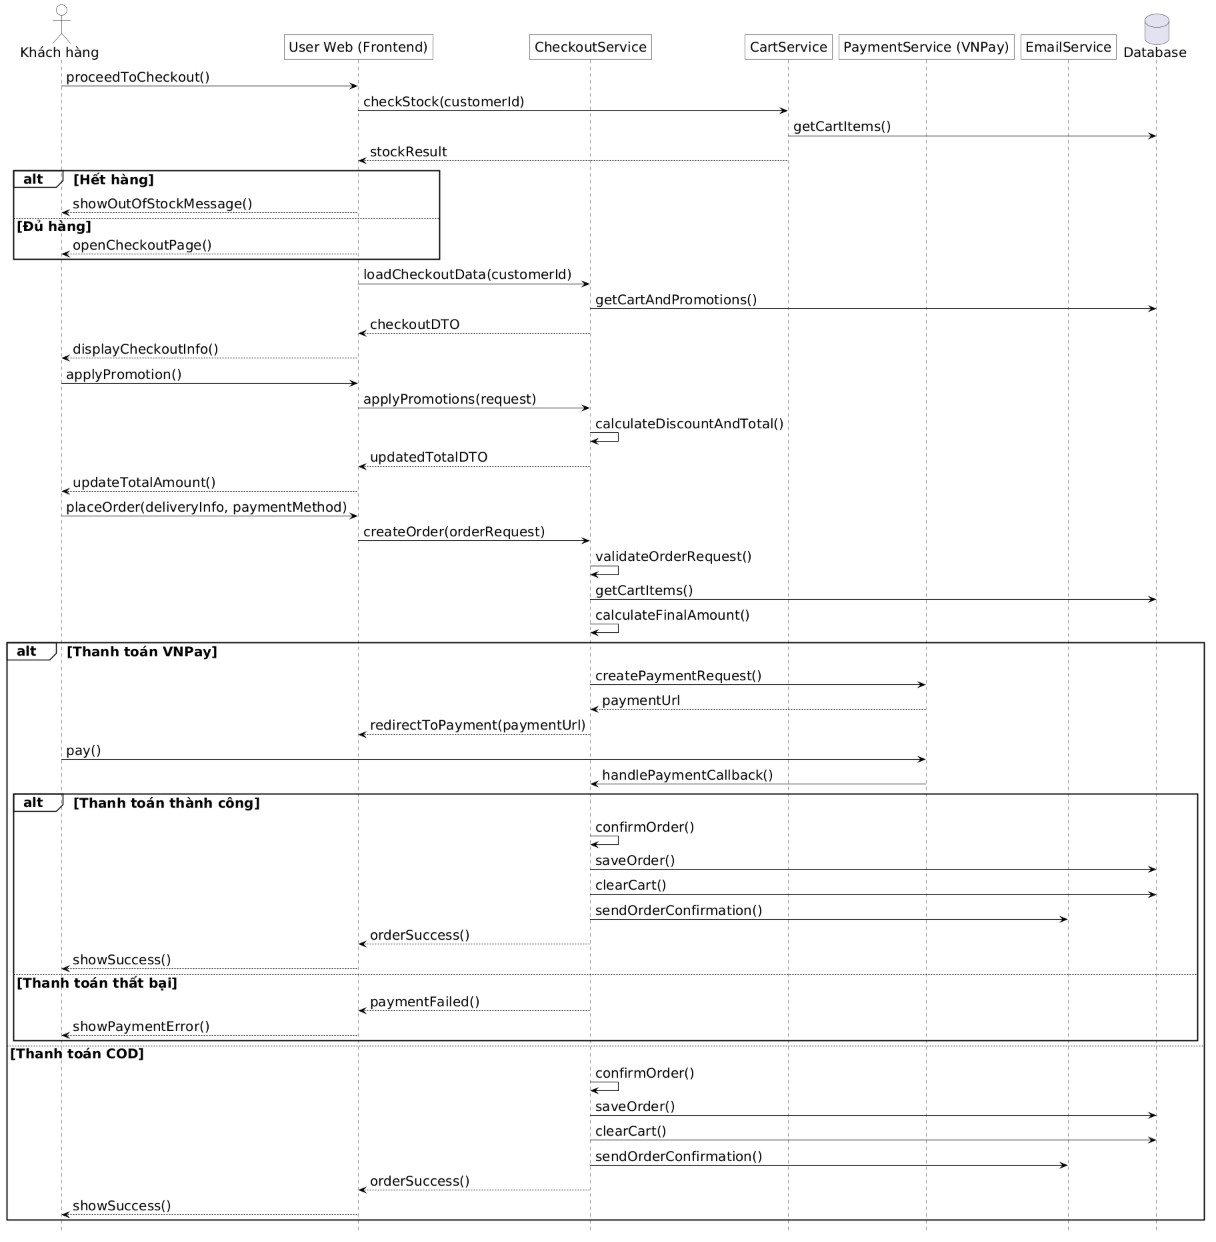 Khách hàng
User Web (Frontend)
CheckoutService
CartService
PaymentService (VNPay)
EmailService
Database
proceedToCheckout()
checkStock(customerId)
getCartItems()
stockResult
alt [Hết hàng]
showOutOfStockMessage()
[Đủ hàng]
openCheckoutPage()
loadCheckoutData(customerId)
getCartAndPromotions()
checkoutDTO
displayCheckoutInfo()
applyPromotion()
applyPromotions(request)
calculateDiscountAndTotal()
updatedTotalDTO
updateTotalAmount()
placeOrder(deliveryInfo, paymentMethod)
createOrder(orderRequest)
validateOrderRequest()
getCartItems()
calculateFinalAmount()
alt [Thanh toán VNPay]
createPaymentRequest()
paymentUrl
redirectToPayment(paymentUrl)
pay()
handlePaymentCallback()
alt [Thanh toán thành công]
confirmOrder()
saveOrder()
clearCart()
sendOrderConfirmation()
orderSuccess()
showSuccess()
[Thanh toán thất bại]
paymentFailed()
showPaymentError()
[Thanh toán COD]
confirmOrder()
saveOrder()
clearCart()
sendOrderConfirmation()
orderSuccess()
showSuccess()